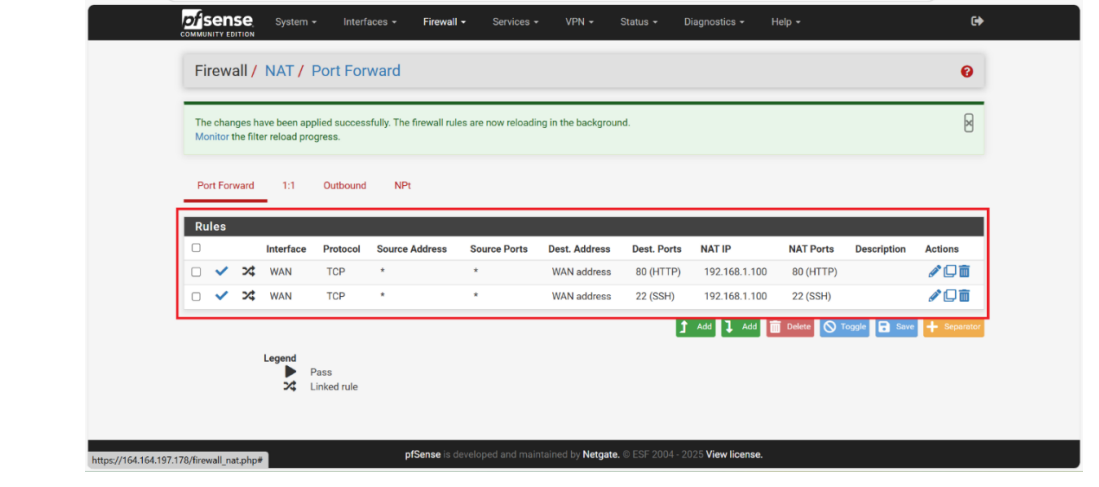 pfsense
COMMUNITY EDITION
System Interfaces Firewall Services VPN Status Diagnostics Help
Firewall / NAT / Port Forward
The changes have been applied successfully. The firewall rules are now reloading in the background.
Monitor the filter reload progress.
Port Forward 1:1 Outbound NPt
Rules
Interface Protocol Source Address Source Ports Dest. Address Dest. Ports NAT IP NAT Ports Description Actions
WAN TCP * * WAN address 80 (HTTP) 192.168.1.100 80 (HTTP)
WAN TCP * * WAN address 22 (SSH) 192.168.1.100 22 (SSH)
Add Add Delete Toggle Save Separator
Legend
Pass
Linked rule
pfSense is developed and maintained by Netgate. © ESF 2004 - 2025 View license.
https://164.164.197.178/firewall_nat.php#